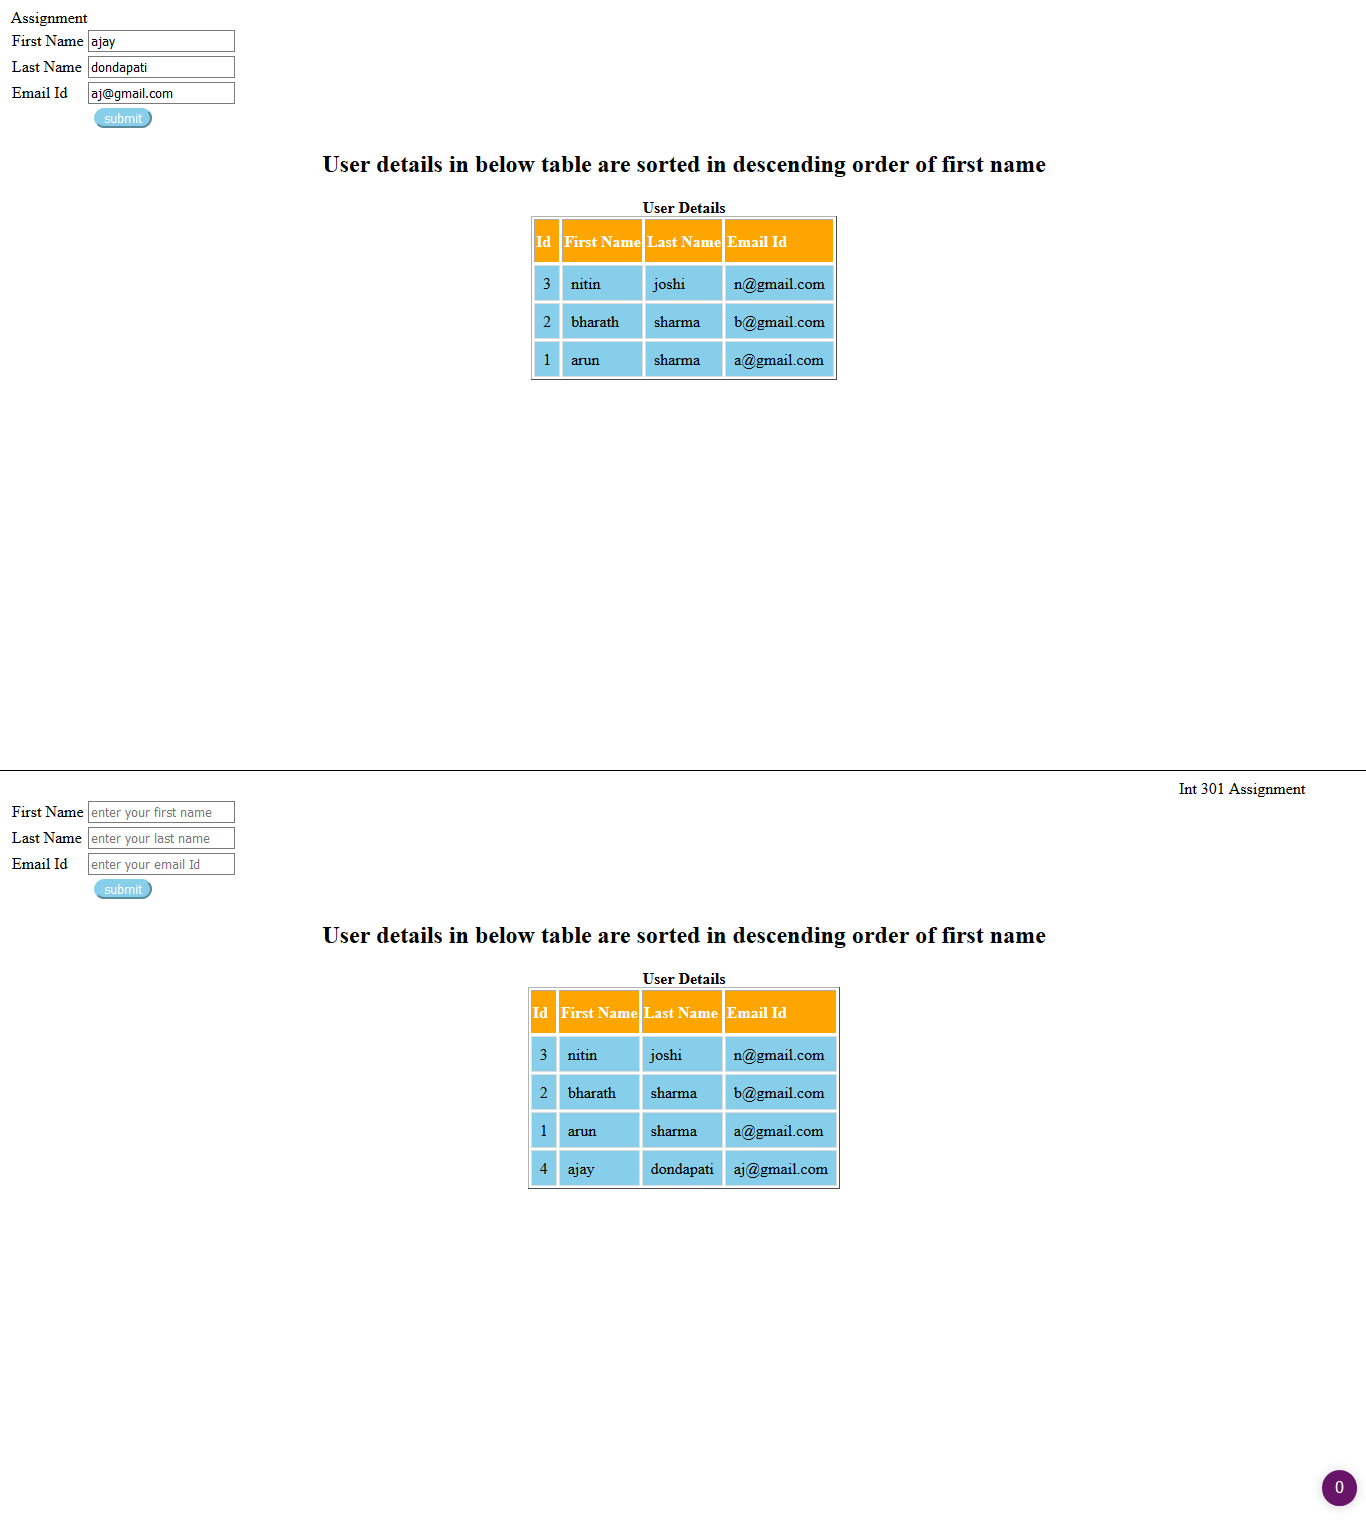 Assignment
First Name ajay
Last Name dondapati
Email Id aj@gmail.com
submit
User details in below table are sorted in descending order of first name
User Details
Id First Name Last Name Email Id
3 nitin joshi n@gmail.com
2 bharath sharma b@gmail.com
1 arun sharma a@gmail.com
Int 301 Assignment
First Name enter your first name
Last Name enter your last name
Email Id enter your email Id
submit
User details in below table are sorted in descending order of first name
User Details
Id First Name Last Name Email Id
3 nitin joshi n@gmail.com
2 bharath sharma b@gmail.com
1 arun sharma a@gmail.com
4 ajay dondapati aj@gmail.com
0